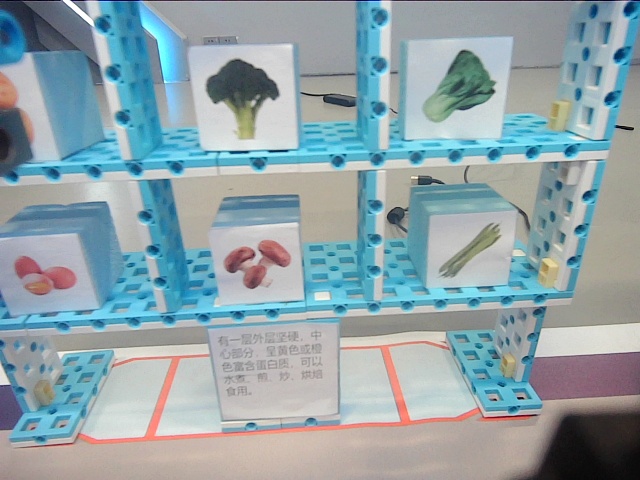 有一层外层坚硬，中
心部分，呈黄色或橙
色富含蛋白质，可以
水煮、煎、炒、烘焙
食用。